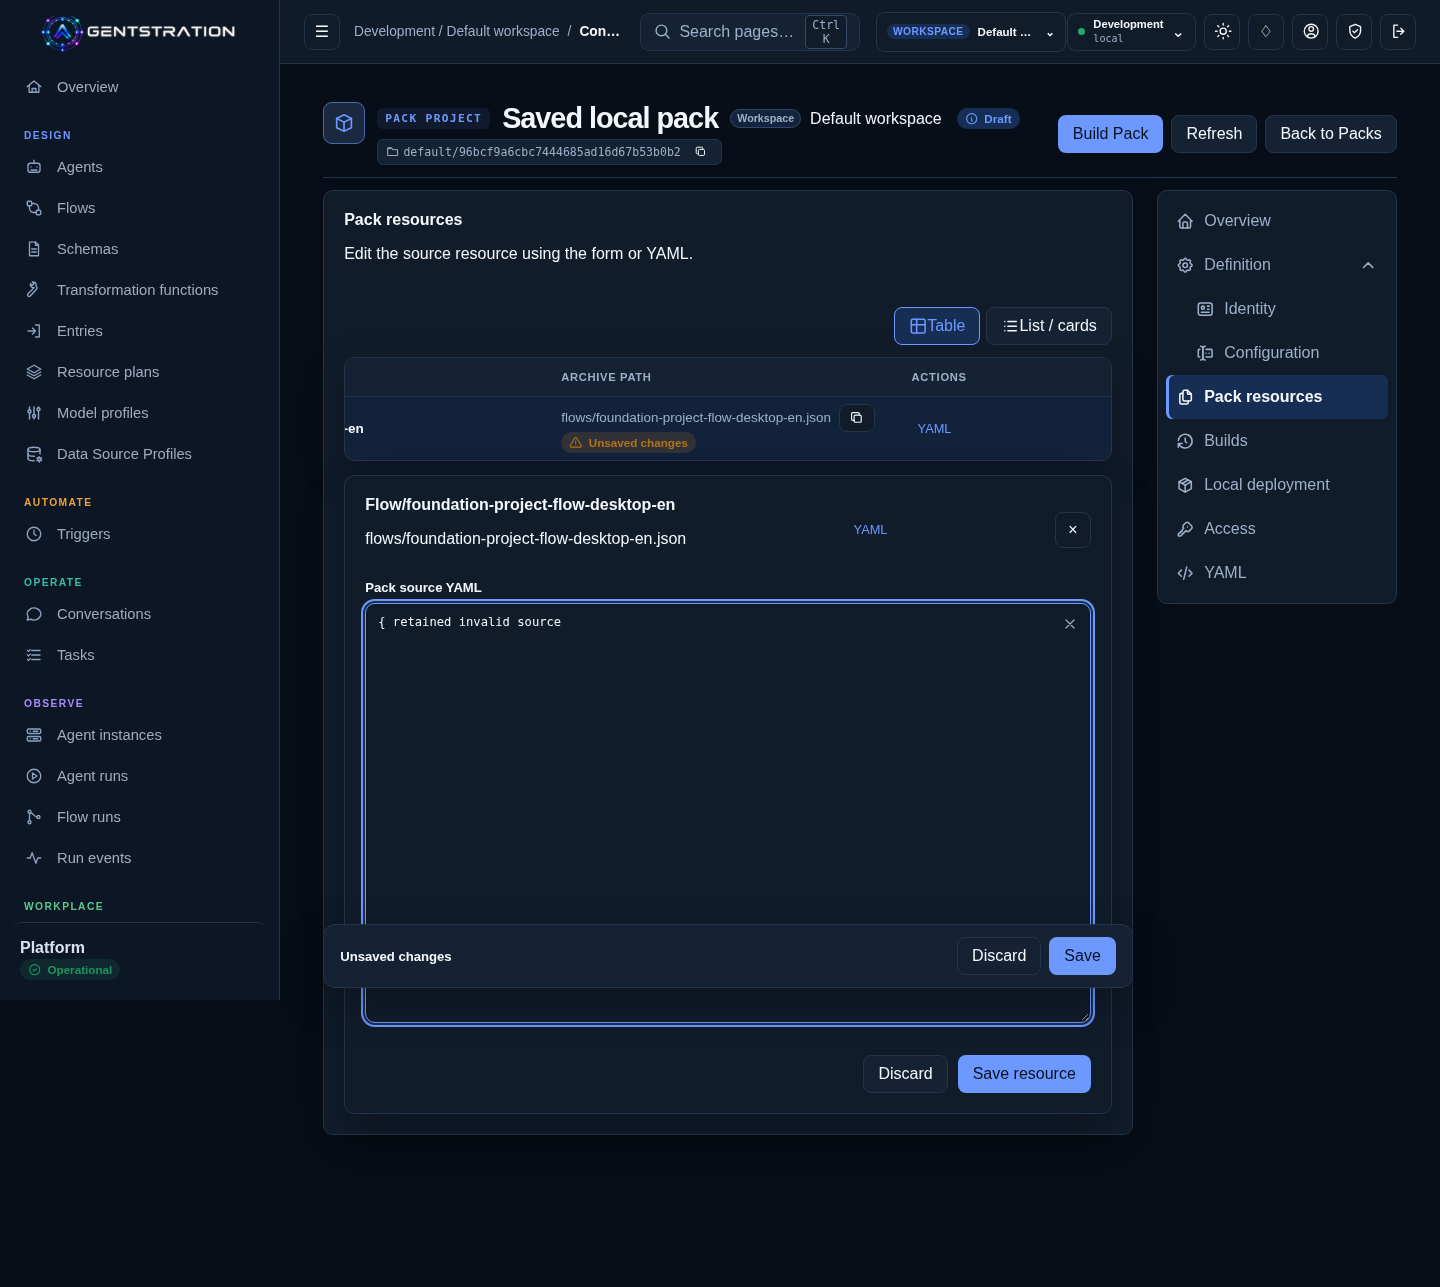 GENTSTRATION
☰
Development / Default workspace / Con…
Search pages…
Ctrl K
WORKSPACE Default …
Development
local
Overview
DESIGN
Agents
Flows
Schemas
Transformation functions
Entries
Resource plans
Model profiles
Data Source Profiles
AUTOMATE
Triggers
OPERATE
Conversations
Tasks
OBSERVE
Agent instances
Agent runs
Flow runs
Run events
WORKPLACE
Platform
Operational
PACK PROJECT Saved local pack Workspace Default workspace Draft
default/96bcf9a6cbc7444685ad16d67b53b0b2
Build Pack Refresh Back to Packs
Pack resources
Edit the source resource using the form or YAML.
Table List / cards
ARCHIVE PATH ACTIONS
-en flows/foundation-project-flow-desktop-en.json YAML
Unsaved changes
Flow/foundation-project-flow-desktop-en
flows/foundation-project-flow-desktop-en.json
YAML ×
Pack source YAML
{ retained invalid source
Unsaved changes Discard Save
Discard Save resource
Overview
Definition
Identity
Configuration
Pack resources
Builds
Local deployment
Access
YAML